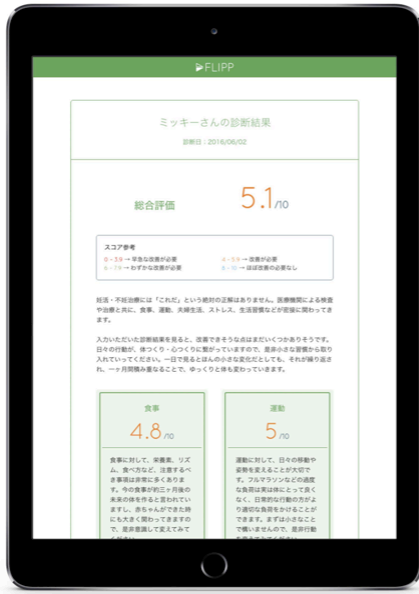 FLIPP
ミッキーさんの診断結果
診断日：2016/06/02
総合評価
5.1/10
スコア参考
0 - 3.9 → 早急な改善が必要
4 - 5.9 → 改善が必要
6 - 7.9 → わずかな改善が必要
8 - 10 → ほぼ改善の必要なし
妊活・不妊治療には「これだ」という絶対の正解はありません。医療機関による検査
や治療と共に、食事、運動、夫婦生活、ストレス、生活習慣などが密接に関わってき
ます。
入力いただいた診断結果を見ると、改善できそうな点はまだいくつかありそうです。
日々の行動が、体つくり・心つくりに繋がっていますので、是非小さな習慣から取り
入れていってください。一日で見るとほんの小さな変化だとしても、それが繰り返さ
れ、一ヶ月間積み重なることで、ゆっくりと体も変わっていきます。
食事
4.8/10
食事に対して、栄養素、リズ
ム、食べ方など、注意するべ
き事項は非常に多くありま
す。今の食事が約三ヶ月後の
未来の体を作ると言われてい
ますし、赤ちゃんができた時
にも大きく関わってきますの
で、是非意識して変えてみて
運動
5/10
運動に対して、日々の移動や
姿勢を変えることが大切で
す。フルマラソンなどの過度
な負荷は実は体にとって良く
なく、日常的な行動の方がよ
り適切な負荷をかけることが
できます。まずは小さなこと
で構いませんので、是非行動